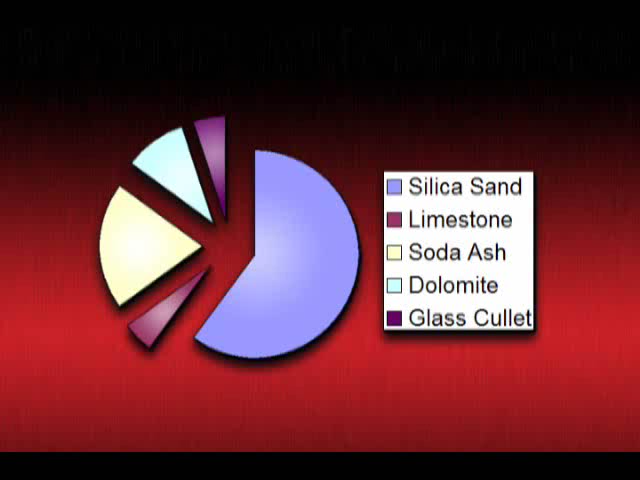 Silica Sand
Limestone
Soda Ash
Dolomite
Glass Cullet